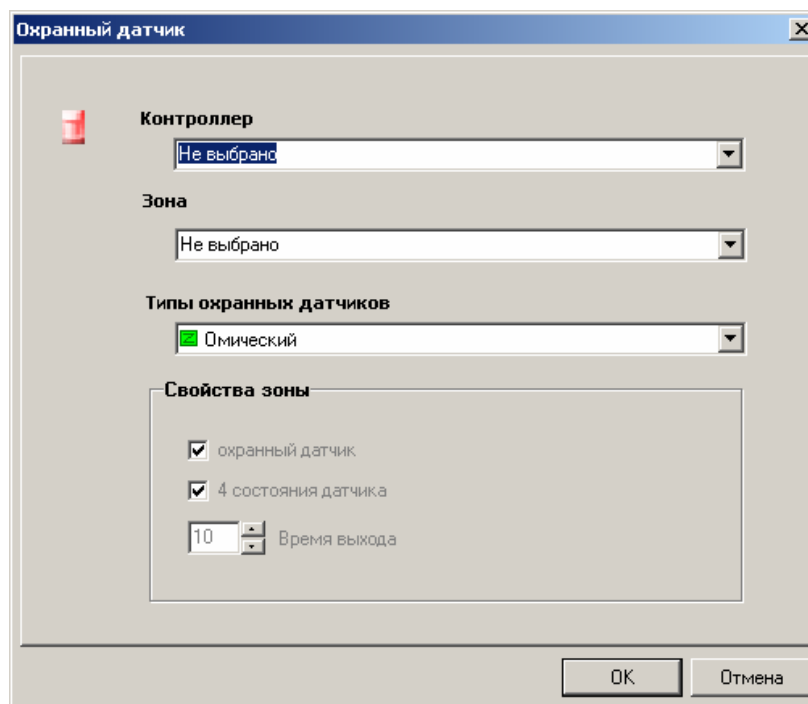 Охранный датчик
Контроллер
Не выбрано
Зона
Не выбрано
Типы охранных датчиков
Омический
Свойства зоны
охранный датчик
4 состояния датчика
10 Время выхода
OK Отмена